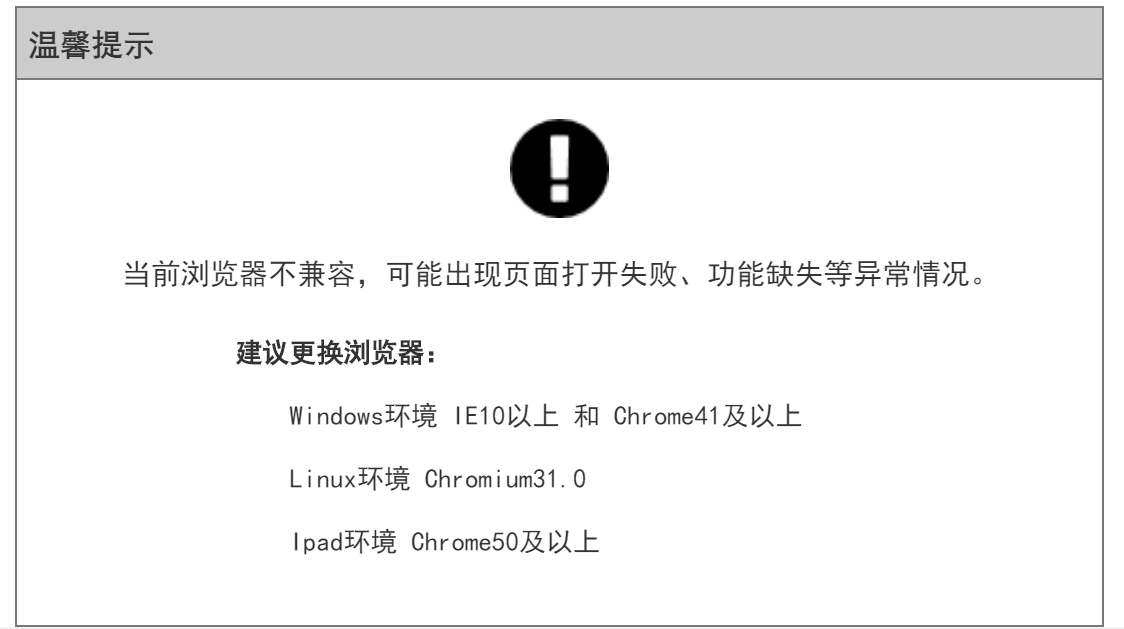 温馨提示
当前浏览器不兼容，可能出现页面打开失败、功能缺失等异常情况。
建议更换浏览器：
Windows环境 IE10以上 和 Chrome41及以上
Linux环境 Chromium31.0
Ipad环境 Chrome50及以上